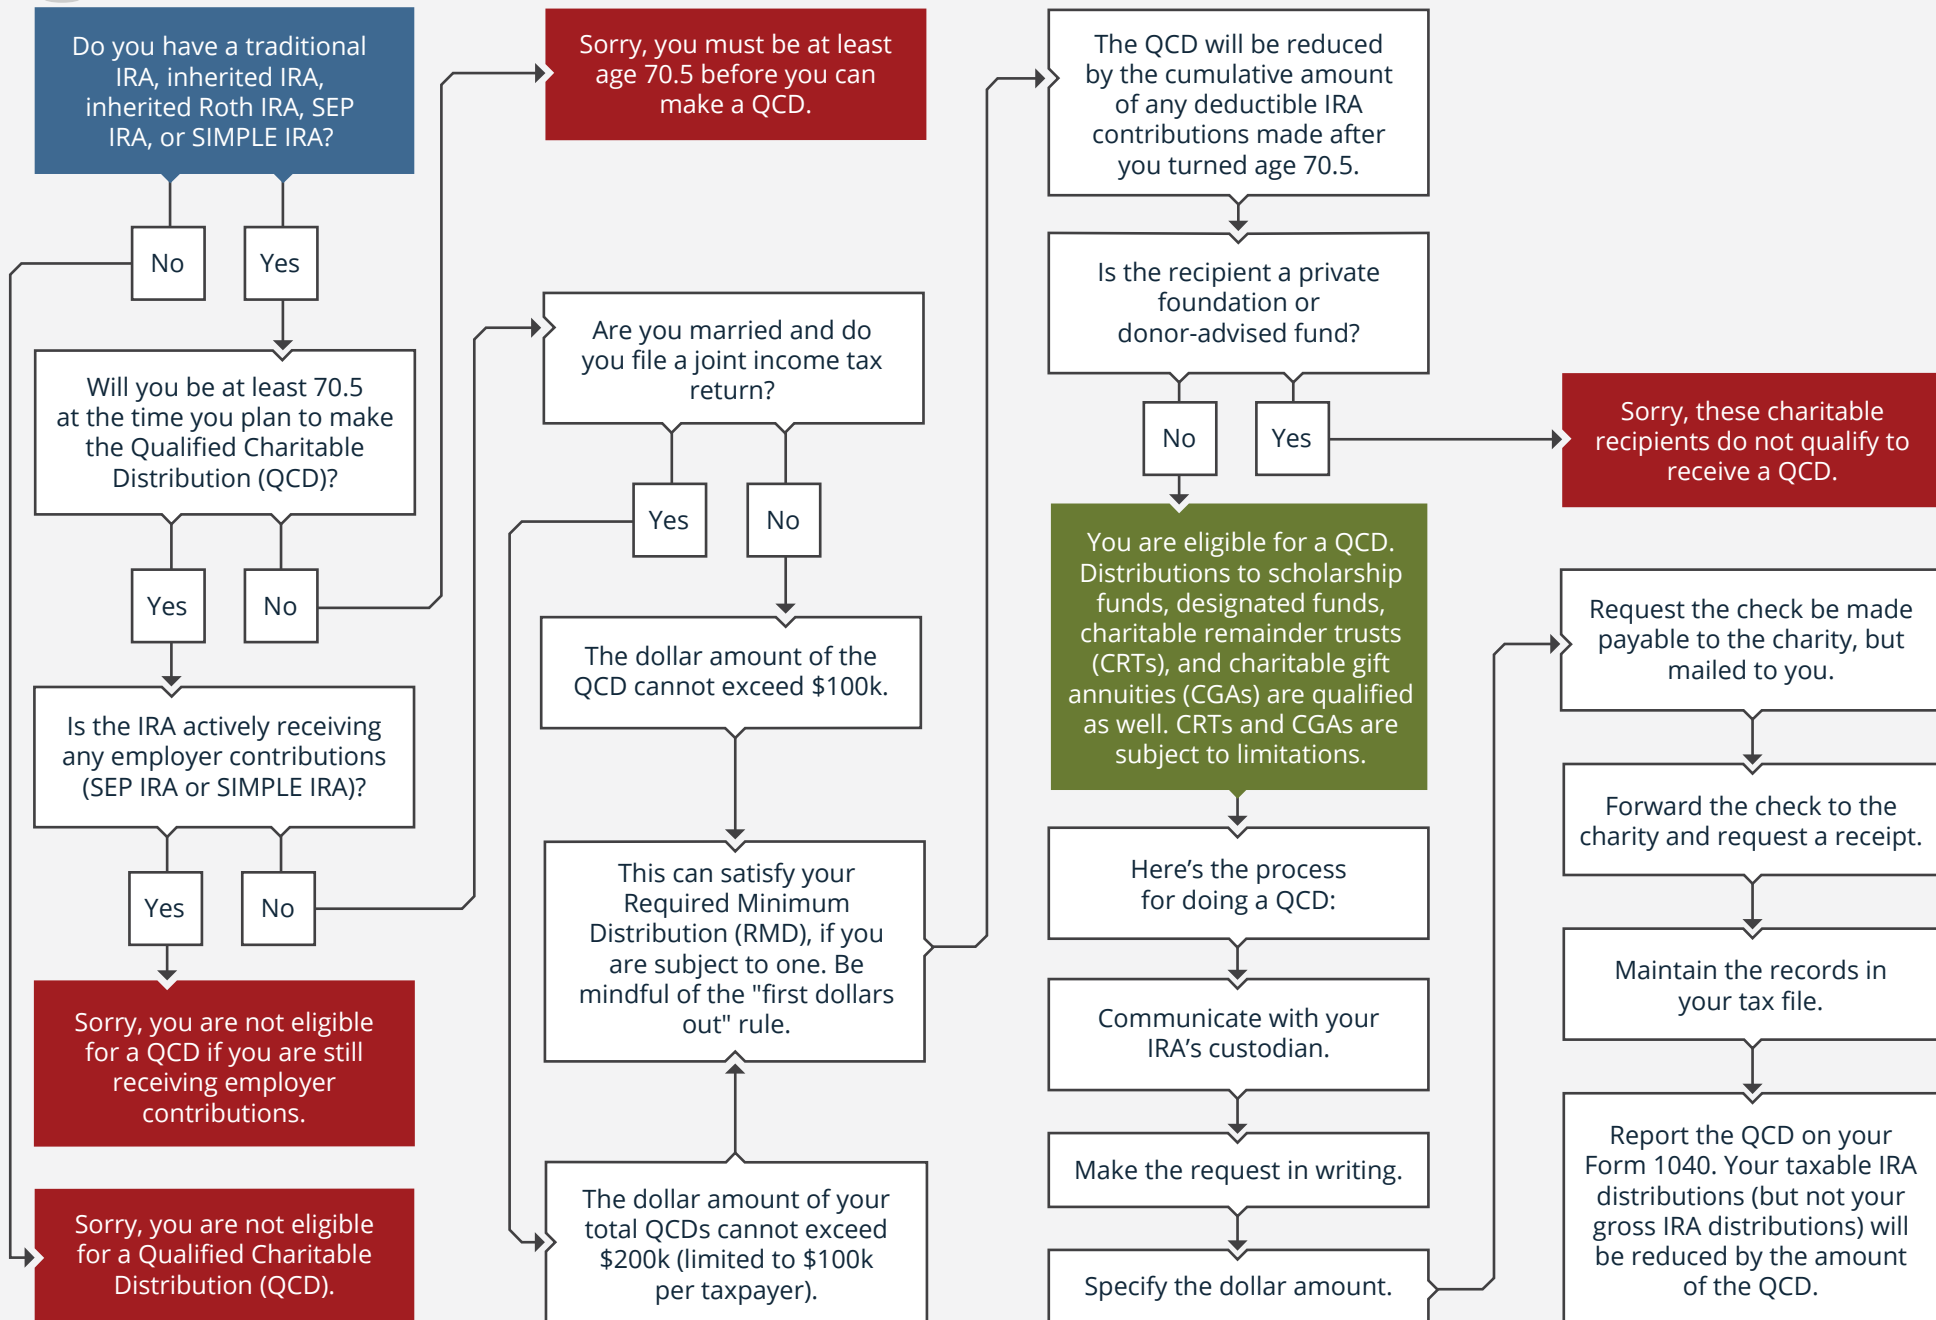 Do you have a traditional
IRA, inherited IRA,
inherited Roth IRA, SEP
IRA, or SIMPLE IRA?
No
Yes
Will you be at least 70.5
at the time you plan to make
the Qualified Charitable
Distribution (QCD)?
Yes
No
Is the IRA actively receiving
any employer contributions
(SEP IRA or SIMPLE IRA)?
Yes
No
Sorry, you are not eligible
for a QCD if you are still
receiving employer
contributions.
Sorry, you are not eligible
for a Qualified Charitable
Distribution (QCD).
Sorry, you must be at least
age 70.5 before you can
make a QCD.
Are you married and do
you file a joint income tax
return?
Yes
No
The dollar amount of the
QCD cannot exceed $100k.
This can satisfy your
Required Minimum
Distribution (RMD), if you
are subject to one. Be
mindful of the "first dollars
out" rule.
The dollar amount of your
total QCDs cannot exceed
$200k (limited to $100k
per taxpayer).
The QCD will be reduced
by the cumulative amount
of any deductible IRA
contributions made after
you turned age 70.5.
Is the recipient a private
foundation or
donor-advised fund?
No
Yes
Sorry, these charitable
recipients do not qualify to
receive a QCD.
You are eligible for a QCD.
Distributions to scholarship
funds, designated funds,
charitable remainder trusts
(CRTs), and charitable gift
annuities (CGAs) are qualified
as well. CRTs and CGAs are
subject to limitations.
Here’s the process
for doing a QCD:
Communicate with your
IRA’s custodian.
Make the request in writing.
Specify the dollar amount.
Request the check be made
payable to the charity, but
mailed to you.
Forward the check to the
charity and request a receipt.
Maintain the records in
your tax file.
Report the QCD on your
Form 1040. Your taxable IRA
distributions (but not your
gross IRA distributions) will
be reduced by the amount
of the QCD.